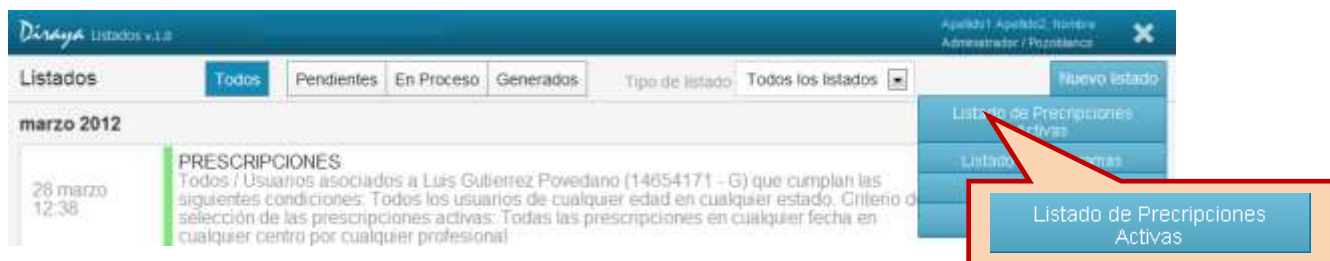 Diraya Listados v.1.0
Apellido1 Apellido2, Nombre
Administrador / Pozoblanco
Listados Todos Pendientes En Proceso Generados Tipo de listado Todos los listados Nuevo listado
marzo 2012
Listado de Precripciones
Activas
28 marzo
12:38
PRESCRIPCIONES
Todos / Usuarios asociados a Luis Gutierrez Povedano (14654171 - G) que cumplan las
siguientes condiciones: Todos los usuarios de cualquier edad en cualquier estado. Criterio d
selección de las prescripciones activas: Todas las prescripciones en cualquier fecha en
cualquier centro por cualquier profesional
Listado
Listado de Precripciones
Activas